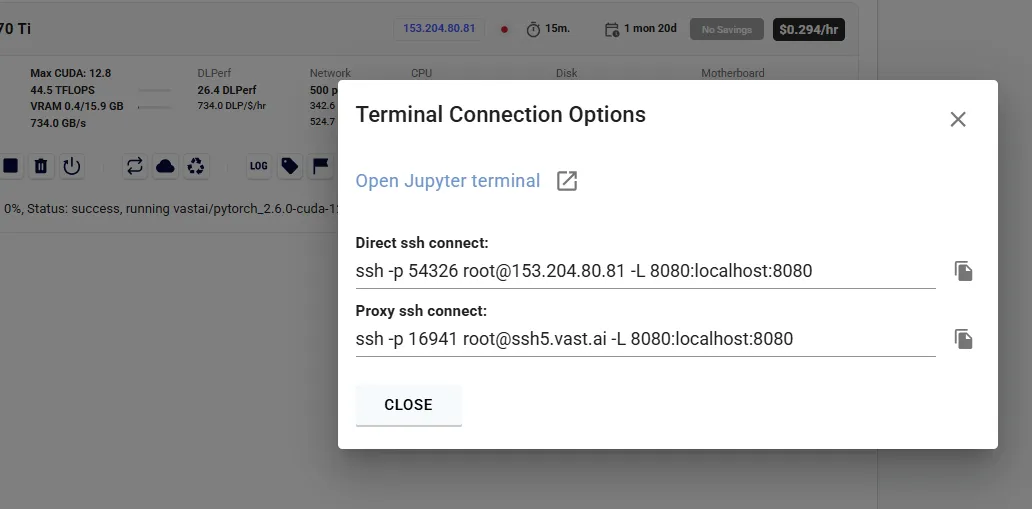 70 Ti
153.204.80.81
15m.
1 mon 20d
No Savings
$0.294/hr
Max CUDA: 12.8
44.5 TFLOPS
VRAM 0.4/15.9 GB
734.0 GB/s
DLPerf
26.4 DLPerf
734.0 DLP/$/hr
Network
500 p
342.6
524.7
CPU
Disk
Motherboard
LOG
0%, Status: success, running vastai/pytorch_2.6.0-cuda-12
Terminal Connection Options
Open Jupyter terminal
Direct ssh connect:
ssh -p 54326 root@153.204.80.81 -L 8080:localhost:8080
Proxy ssh connect:
ssh -p 16941 root@ssh5.vast.ai -L 8080:localhost:8080
CLOSE